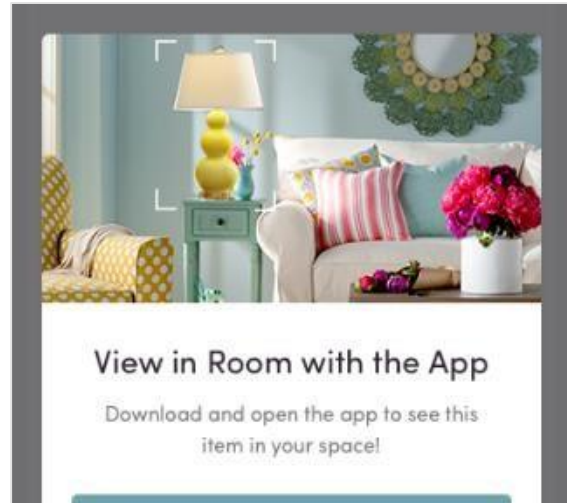 View in Room with the App
Download and open the app to see this
item in your space!